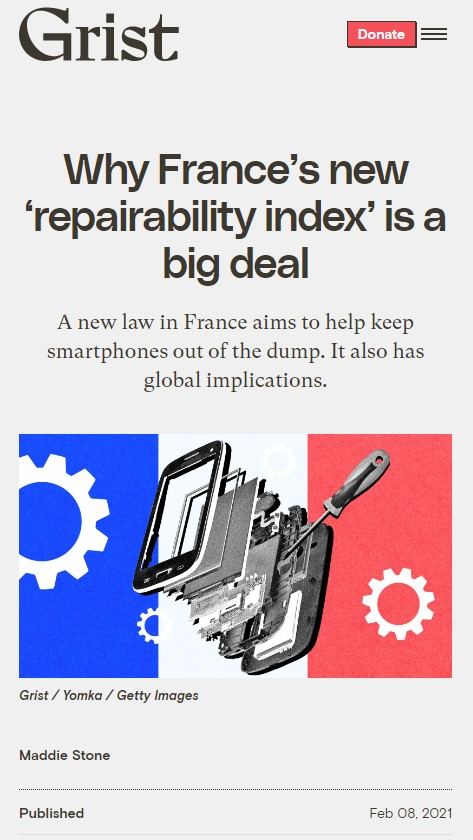 Grist
Donate
Why France’s new
‘repairability index’ is a
big deal
A new law in France aims to help keep
smartphones out of the dump. It also has
global implications.
Grist / Yomka / Getty Images
Maddie Stone
Published
Feb 08, 2021